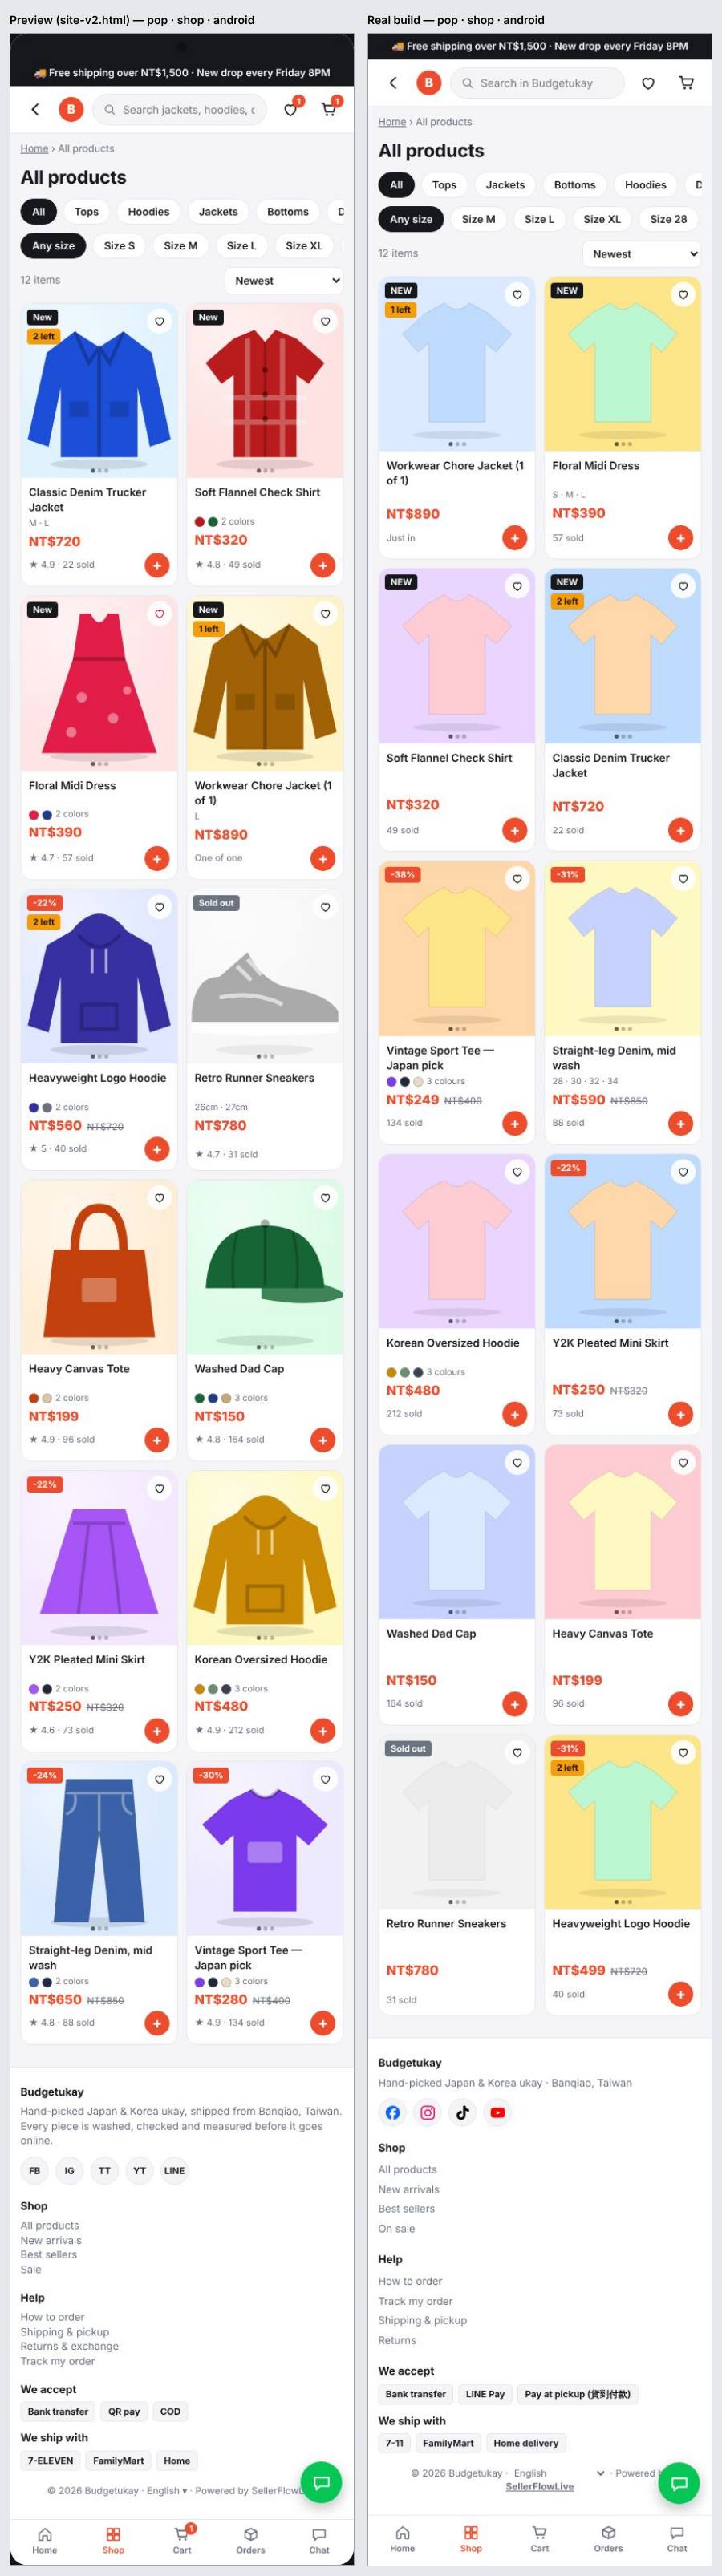 Preview (site-v2.html) — pop · shop · android
🚚 Free shipping over NT$1,500 · New drop every Friday 8PM
B
Search jackets, hoodies, c
1
1
Home › All products
All products
All
Tops
Hoodies
Jackets
Bottoms
D
Any size
Size S
Size M
Size L
Size XL
12 items
Newest
New
2 left
New
Classic Denim Trucker
Jacket
M · L
NT$720
★ 4.9 · 22 sold
Soft Flannel Check Shirt
2 colors
NT$320
★ 4.8 · 49 sold
New
New
1 left
Floral Midi Dress
2 colors
NT$390
★ 4.7 · 57 sold
Workwear Chore Jacket (1
of 1)
L
NT$890
One of one
-22%
2 left
Sold out
Heavyweight Logo Hoodie
2 colors
NT$560 NT$720
★ 5 · 40 sold
Retro Runner Sneakers
26cm · 27cm
NT$780
★ 4.7 · 31 sold
Heavy Canvas Tote
2 colors
NT$199
★ 4.9 · 96 sold
Washed Dad Cap
3 colors
NT$150
★ 4.8 · 164 sold
-22%
Y2K Pleated Mini Skirt
2 colors
NT$250 NT$320
★ 4.6 · 73 sold
Korean Oversized Hoodie
3 colors
NT$480
★ 4.9 · 212 sold
-24%
-30%
Straight-leg Denim, mid
wash
2 colors
NT$650 NT$850
★ 4.8 · 88 sold
Vintage Sport Tee —
Japan pick
3 colors
NT$280 NT$400
★ 4.9 · 134 sold
Budgetukay
Hand-picked Japan & Korea ukay, shipped from Banqiao, Taiwan.
Every piece is washed, checked and measured before it goes
online.
FB
IG
TT
YT
LINE
Shop
All products
New arrivals
Best sellers
Sale
Help
How to order
Shipping & pickup
Returns & exchange
Track my order
We accept
Bank transfer
QR pay
COD
We ship with
7-ELEVEN
FamilyMart
Home
© 2026 Budgetukay · English ▾ · Powered by SellerFlow
Home
Shop
Cart
1
Orders
Chat
Real build — pop · shop · android
🚚 Free shipping over NT$1,500 · New drop every Friday 8PM
B
Search in Budgetukay
Home › All products
All products
All
Tops
Jackets
Bottoms
Hoodies
D
Any size
Size M
Size L
Size XL
Size 28
12 items
Newest
NEW
1 left
NEW
Workwear Chore Jacket (1
of 1)
NT$890
Just in
Floral Midi Dress
S · M · L
NT$390
57 sold
NEW
NEW
2 left
Soft Flannel Check Shirt
NT$320
49 sold
Classic Denim Trucker
Jacket
NT$720
22 sold
-38%
-31%
Vintage Sport Tee —
Japan pick
3 colours
NT$249 NT$400
134 sold
Straight-leg Denim, mid
wash
28 · 30 · 32 · 34
NT$590 NT$850
88 sold
-22%
Korean Oversized Hoodie
3 colours
NT$480
212 sold
Y2K Pleated Mini Skirt
NT$250 NT$320
73 sold
Washed Dad Cap
NT$150
164 sold
Heavy Canvas Tote
NT$199
96 sold
Sold out
-31%
2 left
Retro Runner Sneakers
NT$780
31 sold
Heavyweight Logo Hoodie
NT$499 NT$720
40 sold
Budgetukay
Hand-picked Japan & Korea ukay · Banqiao, Taiwan
Shop
All products
New arrivals
Best sellers
On sale
Help
How to order
Track my order
Shipping & pickup
Returns
We accept
Bank transfer
LINE Pay
Pay at pickup (貨到付款)
We ship with
7-11
FamilyMart
Home delivery
© 2026 Budgetukay · English · Powered
SellerFlowLive
Home
Shop
Cart
Orders
Chat